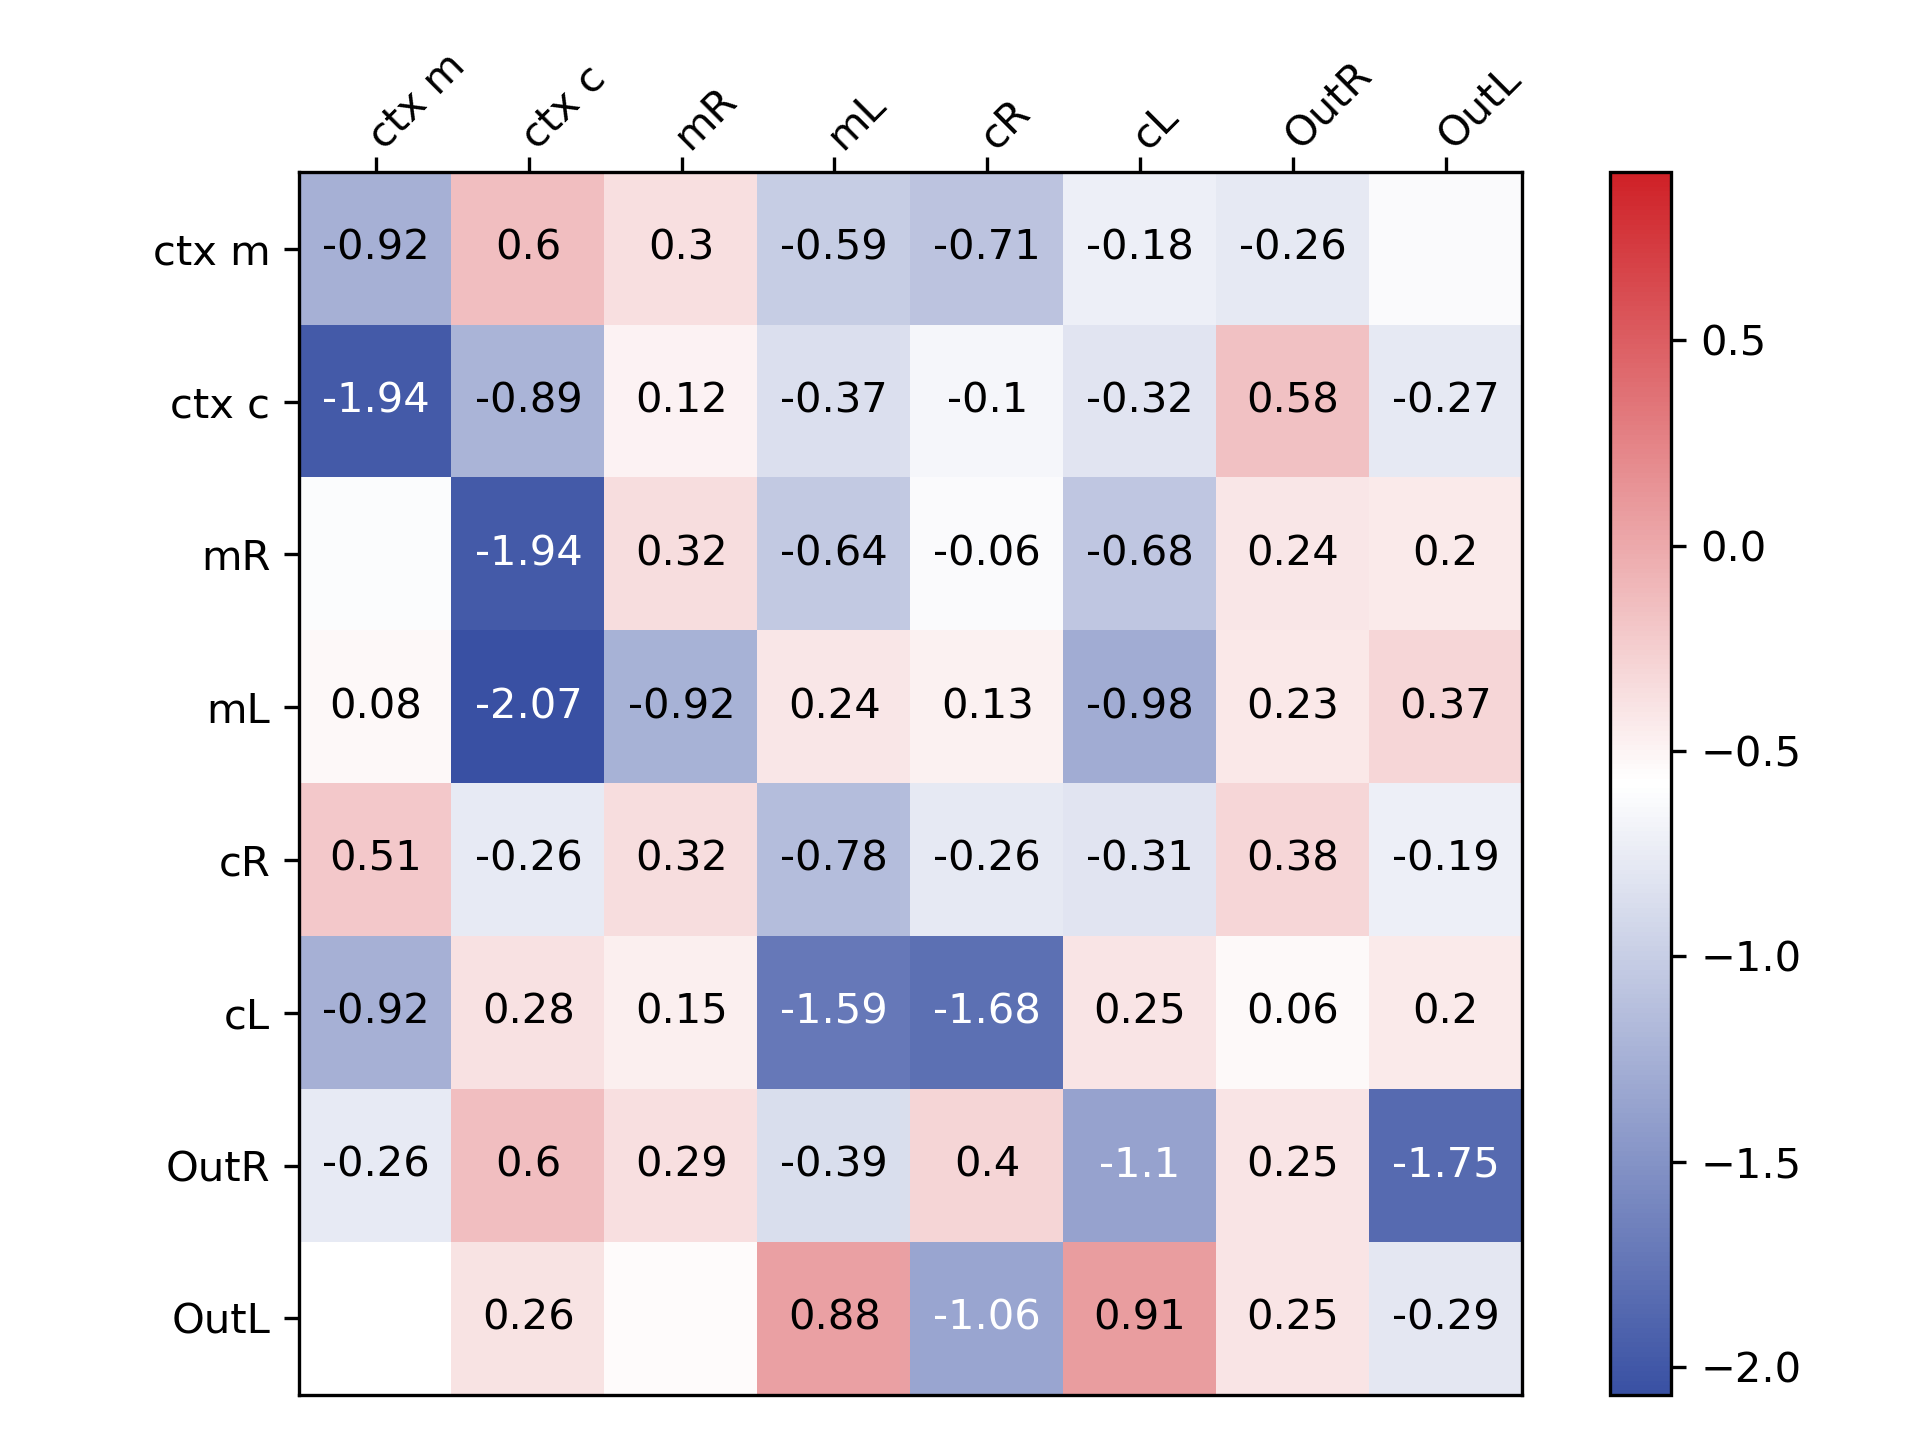 ctx m ctx c mR mL cR cL OutR OutL
ctx m -0.92 0.6 0.3 -0.59 -0.71 -0.18 -0.26
ctx c -1.94 -0.89 0.12 -0.37 -0.1 -0.32 0.58 -0.27
mR -1.94 0.32 -0.64 -0.06 -0.68 0.24 0.2
mL 0.08 -2.07 -0.92 0.24 0.13 -0.98 0.23 0.37
cR 0.51 -0.26 0.32 -0.78 -0.26 -0.31 0.38 -0.19
cL -0.92 0.28 0.15 -1.59 -1.68 0.25 0.06 0.2
OutR -0.26 0.6 0.29 -0.39 0.4 -1.1 0.25 -1.75
OutL 0.26 0.88 -1.06 0.91 0.25 -0.29
0.5
0.0
−0.5
−1.0
−1.5
−2.0